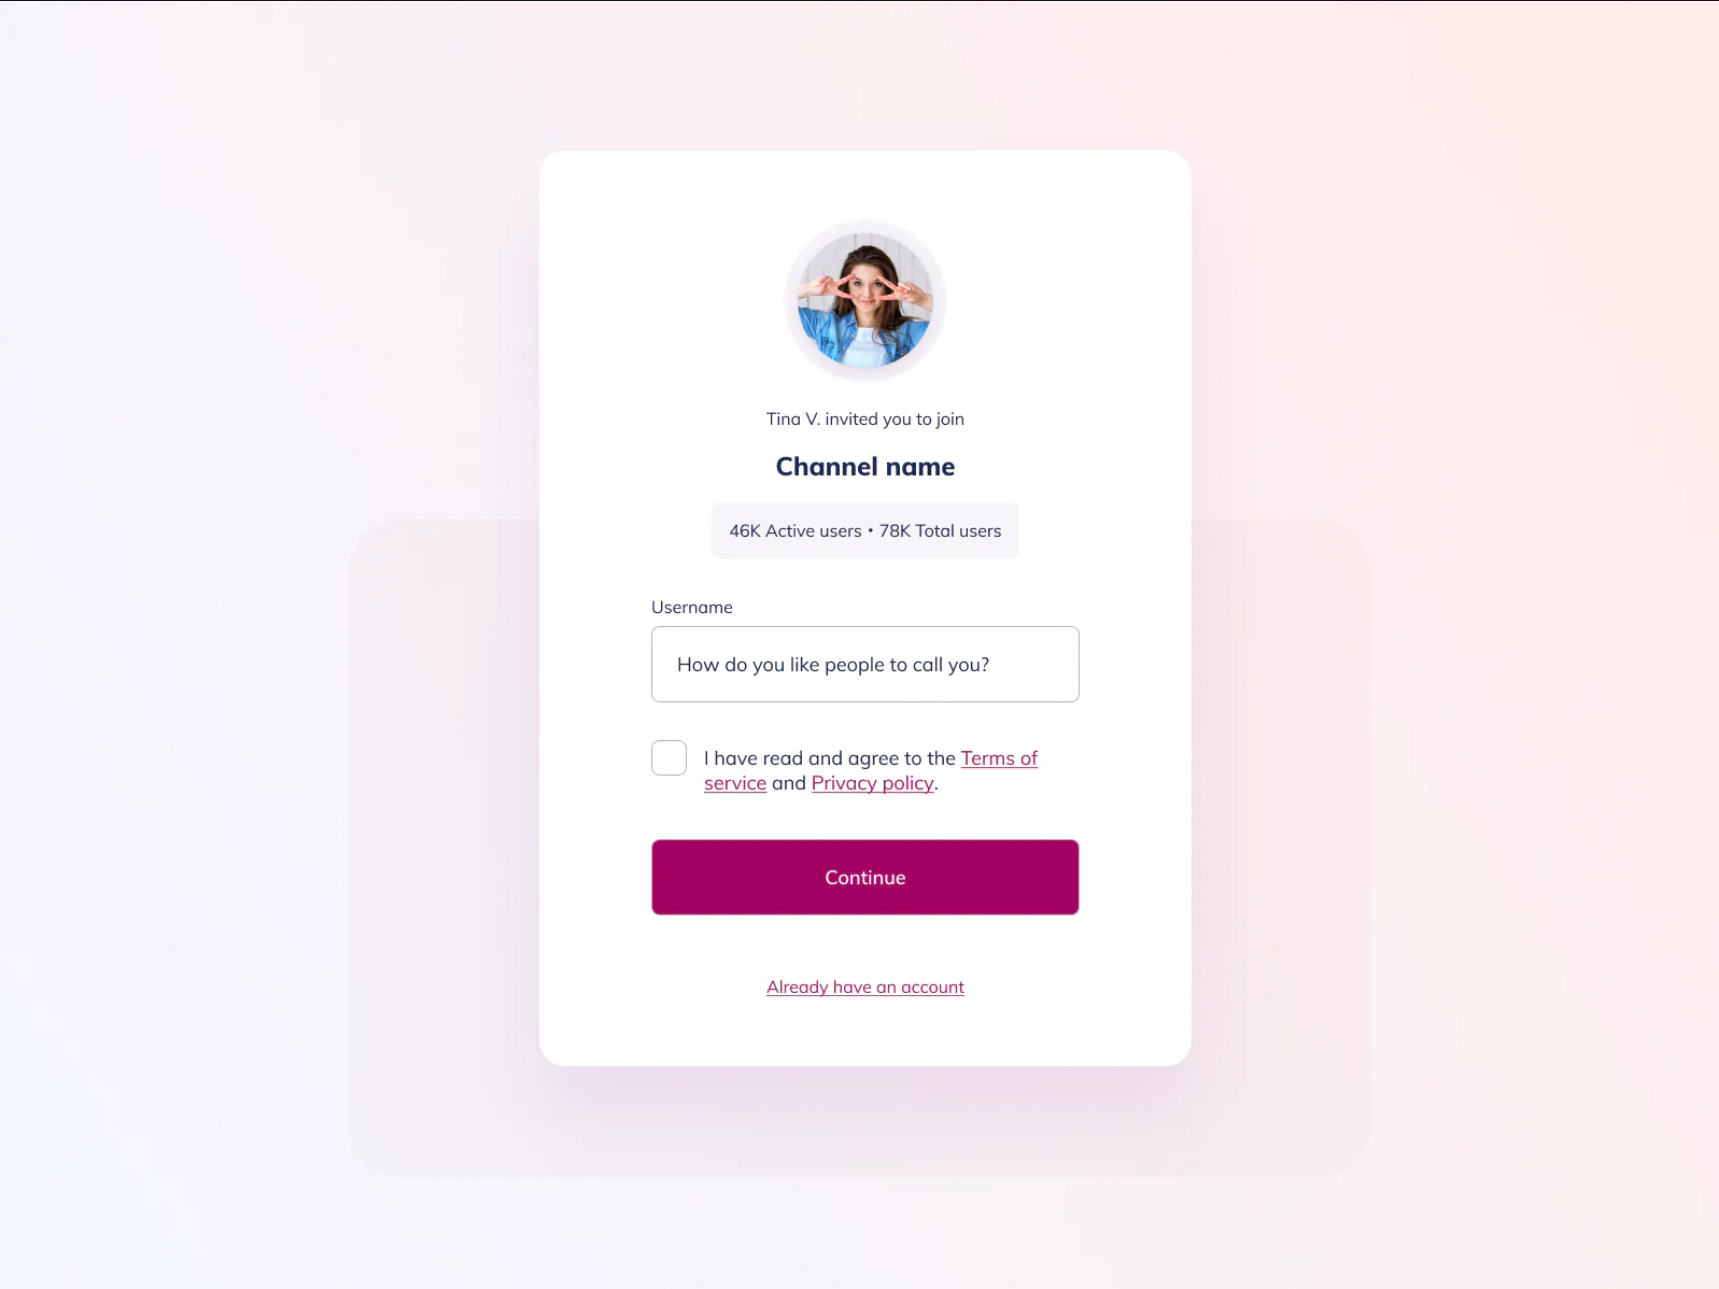 Tina V. invited you to join
Channel name
46K Active users • 78K Total users
Username
How do you like people to call you?
I have read and agree to the Terms of
service and Privacy policy.
Continue
Already have an account